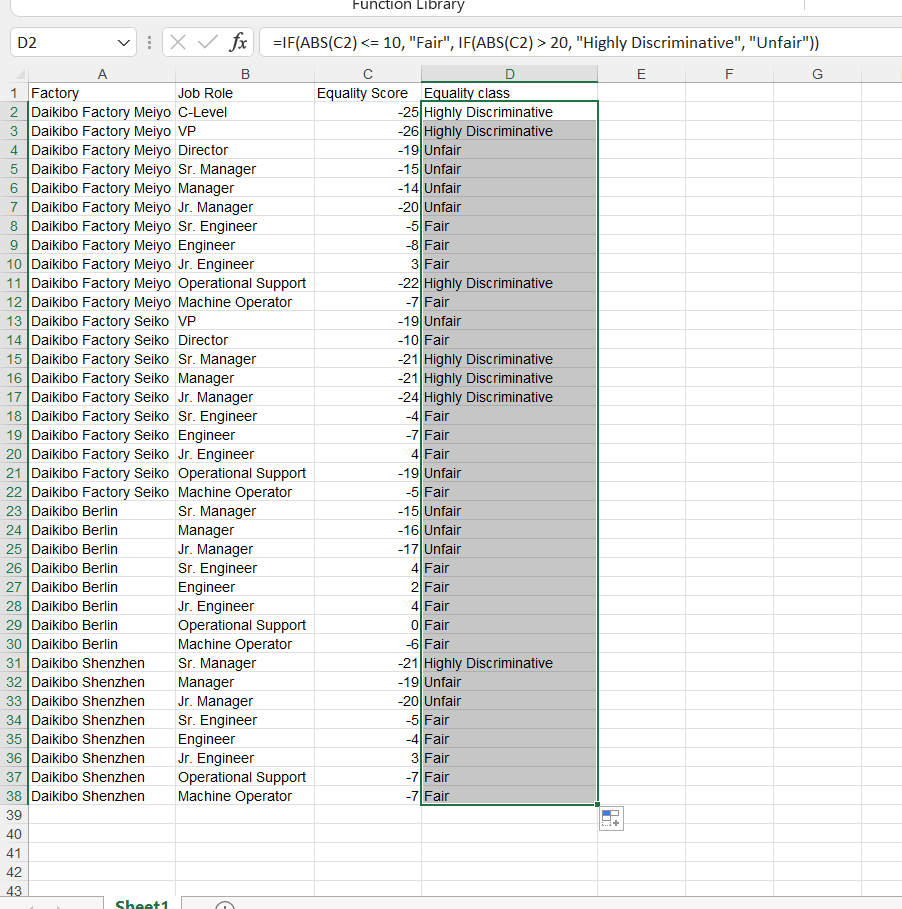 Function Library
D2 fx =IF(ABS(C2) <= 10, "Fair", IF(ABS(C2) > 20, "Highly Discriminative", "Unfair"))
A B C D E F G
1 Factory Job Role Equality Score Equality class
2 Daikibo Factory Meiyo C-Level -25 Highly Discriminative
3 Daikibo Factory Meiyo VP -26 Highly Discriminative
4 Daikibo Factory Meiyo Director -19 Unfair
5 Daikibo Factory Meiyo Sr. Manager -15 Unfair
6 Daikibo Factory Meiyo Manager -14 Unfair
7 Daikibo Factory Meiyo Jr. Manager -20 Unfair
8 Daikibo Factory Meiyo Sr. Engineer -5 Fair
9 Daikibo Factory Meiyo Engineer -8 Fair
10 Daikibo Factory Meiyo Jr. Engineer 3 Fair
11 Daikibo Factory Meiyo Operational Support -22 Highly Discriminative
12 Daikibo Factory Meiyo Machine Operator -7 Fair
13 Daikibo Factory Seiko VP -19 Unfair
14 Daikibo Factory Seiko Director -10 Fair
15 Daikibo Factory Seiko Sr. Manager -21 Highly Discriminative
16 Daikibo Factory Seiko Manager -21 Highly Discriminative
17 Daikibo Factory Seiko Jr. Manager -24 Highly Discriminative
18 Daikibo Factory Seiko Sr. Engineer -4 Fair
19 Daikibo Factory Seiko Engineer -7 Fair
20 Daikibo Factory Seiko Jr. Engineer 4 Fair
21 Daikibo Factory Seiko Operational Support -19 Unfair
22 Daikibo Factory Seiko Machine Operator -5 Fair
23 Daikibo Berlin Sr. Manager -15 Unfair
24 Daikibo Berlin Manager -16 Unfair
25 Daikibo Berlin Jr. Manager -17 Unfair
26 Daikibo Berlin Sr. Engineer 4 Fair
27 Daikibo Berlin Engineer 2 Fair
28 Daikibo Berlin Jr. Engineer 4 Fair
29 Daikibo Berlin Operational Support 0 Fair
30 Daikibo Berlin Machine Operator -6 Fair
31 Daikibo Shenzhen Sr. Manager -21 Highly Discriminative
32 Daikibo Shenzhen Manager -19 Unfair
33 Daikibo Shenzhen Jr. Manager -20 Unfair
34 Daikibo Shenzhen Sr. Engineer -5 Fair
35 Daikibo Shenzhen Engineer -4 Fair
36 Daikibo Shenzhen Jr. Engineer 3 Fair
37 Daikibo Shenzhen Operational Support -7 Fair
38 Daikibo Shenzhen Machine Operator -7 Fair
39
40
41
42
43
Sheet1